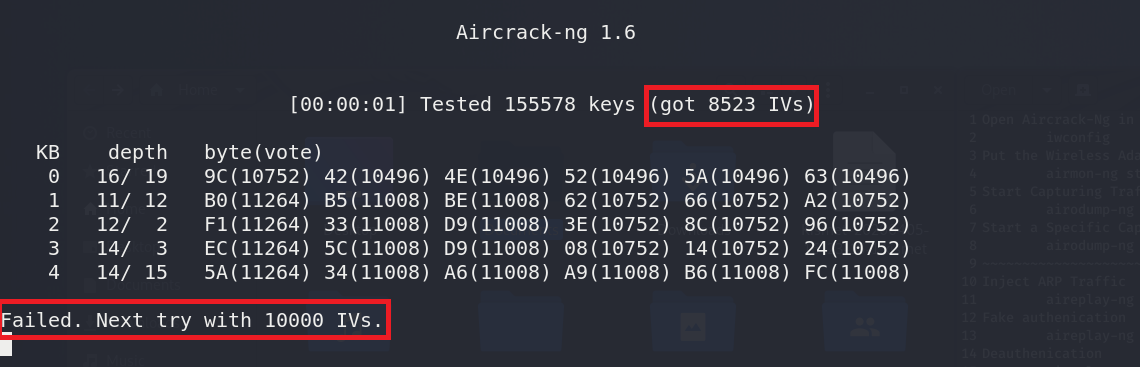 Aircrack-ng 1.6
[00:00:01] Tested 155578 keys (got 8523 IVs)
KB depth byte(vote)
0 16/ 19 9C(10752) 42(10496) 4E(10496) 52(10496) 5A(10496) 63(10496)
1 11/ 12 B0(11264) B5(11008) BE(11008) 62(10752) 66(10752) A2(10752)
2 12/ 2 F1(11264) 33(11008) D9(11008) 3E(10752) 8C(10752) 96(10752)
3 14/ 3 EC(11264) 5C(11008) D9(11008) 08(10752) 14(10752) 24(10752)
4 14/ 15 5A(11264) 34(11008) A6(11008) A9(11008) B6(11008) FC(11008)
Failed. Next try with 10000 IVs.
Open
1 Open Aircrack-Ng in
2 iwconfig
3 Put the Wireless Ad
4 airmon-ng st
5 Start Capturing Tra
6 airodump-ng
7 Start a Specific Cap
8 airodump-ng
9
10 Inject ARP Traffic
11 aireplay-ng
12 Fake authenication
13 aireplay-ng
14 Deauthenication